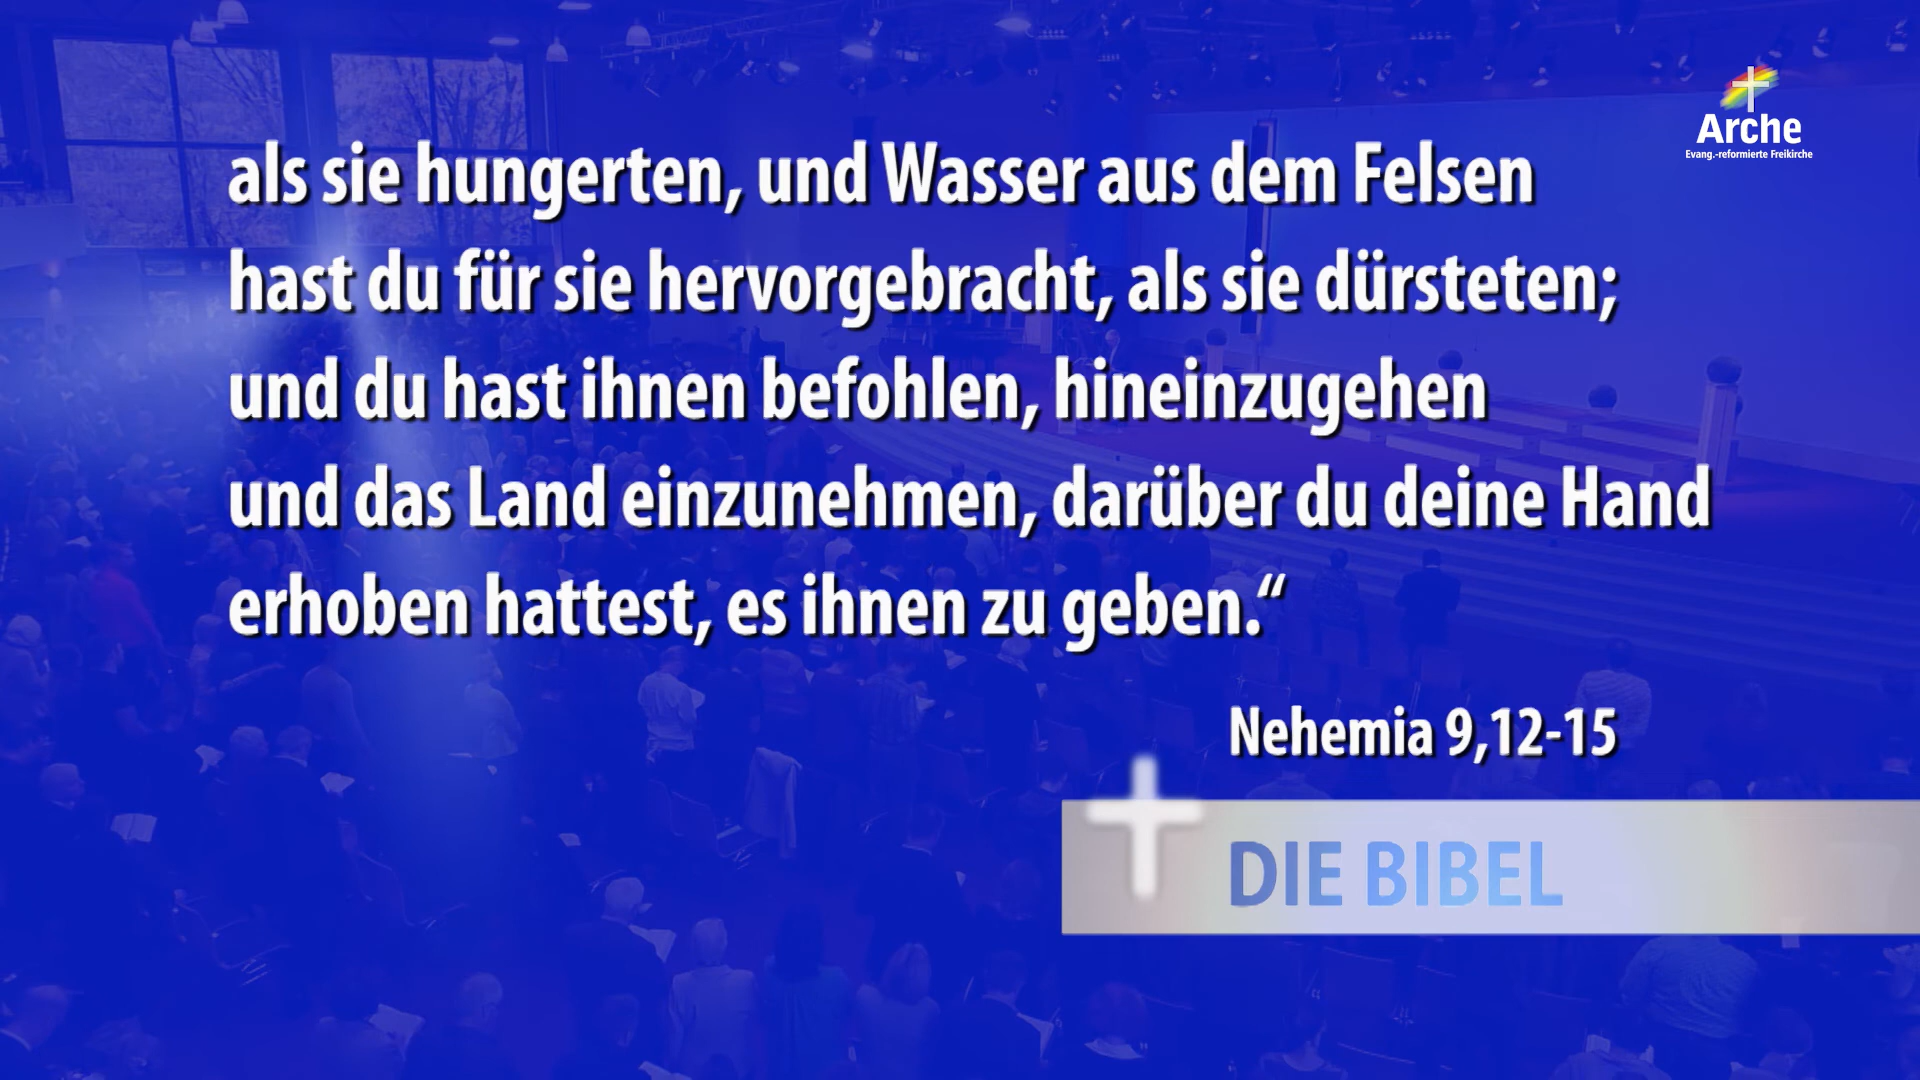 Arche
Evang.-reformierte Freikirche
als sie hungerten, und Wasser aus dem Felsen
hast du für sie hervorgebracht, als sie dürsteten;
und du hast ihnen befohlen, hineinzugehen
und das Land einzunehmen, darüber du deine Hand
erhoben hattest, es ihnen zu geben.“
Nehemia 9,12-15
DIE BIBEL